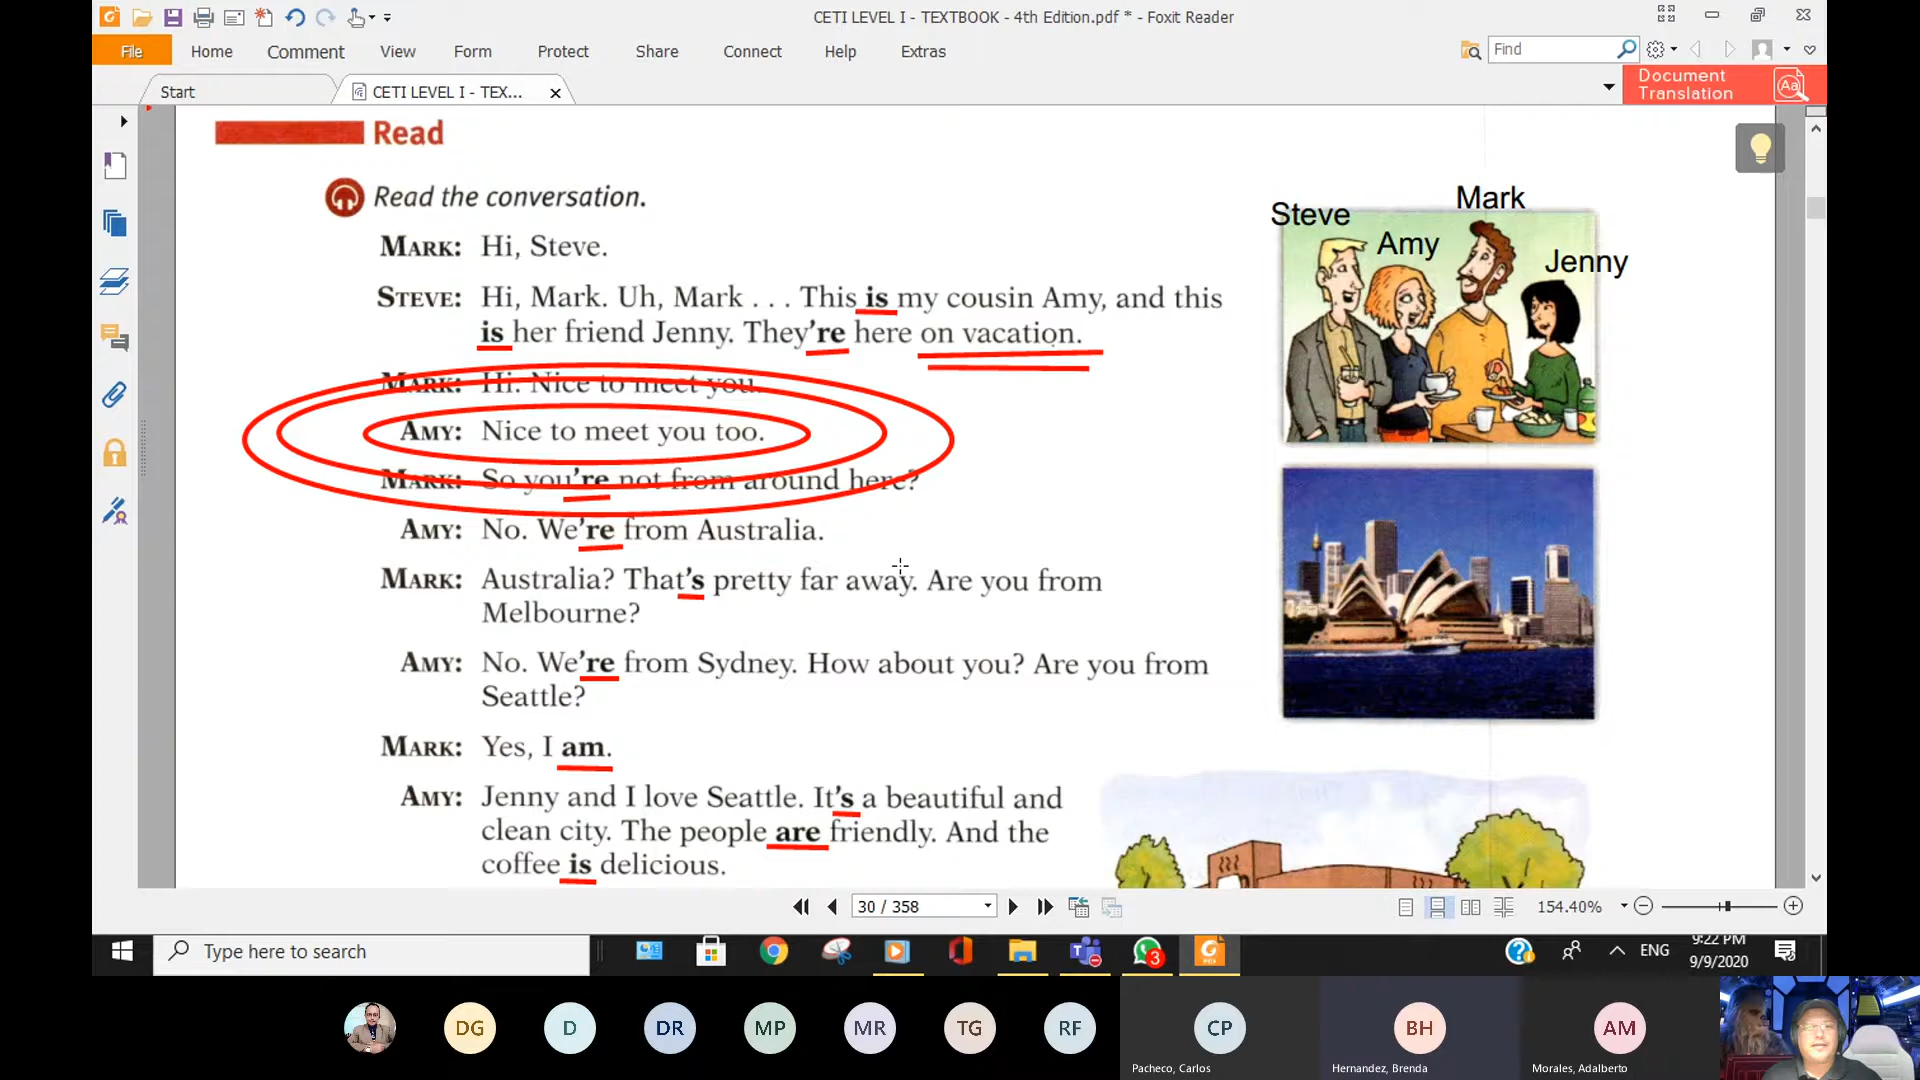 CETI LEVEL I - TEXTBOOK - 4th Edition.pdf * - Foxit Reader
File Home Comment View Form Protect Share Connect Help Extras
Find
Start
CETI LEVEL I - TEX...
Document
Translation
Read
Read the conversation.
MARK: Hi, Steve.
STEVE: Hi, Mark. Uh, Mark . . . This is my cousin Amy, and this
is her friend Jenny. They're here on vacation.
MARK: Hi. Nice to meet you.
AMY: Nice to meet you too.
MARK: So you're not from around here?
AMY: No. We're from Australia.
MARK: Australia? That's pretty far away. Are you from
Melbourne?
AMY: No. We're from Sydney. How about you? Are you from
Seattle?
MARK: Yes, I am.
AMY: Jenny and I love Seattle. It's a beautiful and
clean city. The people are friendly. And the
coffee is delicious.
Steve
Mark
Amy
Jenny
30 / 358
154.40%
Type here to search
3
ENG
9:22 PM
9/9/2020
DG D DR MP MR TG RF CP BH AM
Pacheco, Carlos
Hernandez, Brenda
Morales, Adalberto